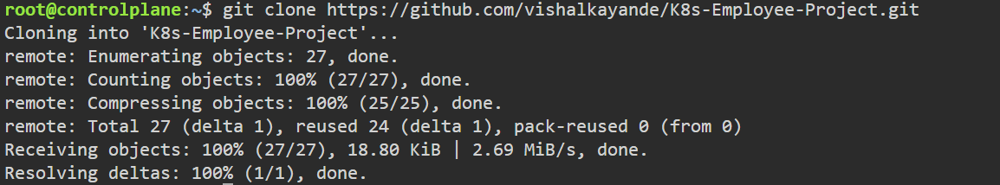 root@controlplane:~$ git clone https://github.com/vishalkayande/K8s-Employee-Project.git
Cloning into 'K8s-Employee-Project'...
remote: Enumerating objects: 27, done.
remote: Counting objects: 100% (27/27), done.
remote: Compressing objects: 100% (25/25), done.
remote: Total 27 (delta 1), reused 24 (delta 1), pack-reused 0 (from 0)
Receiving objects: 100% (27/27), 18.80 KiB | 2.69 MiB/s, done.
Resolving deltas: 100% (1/1), done.